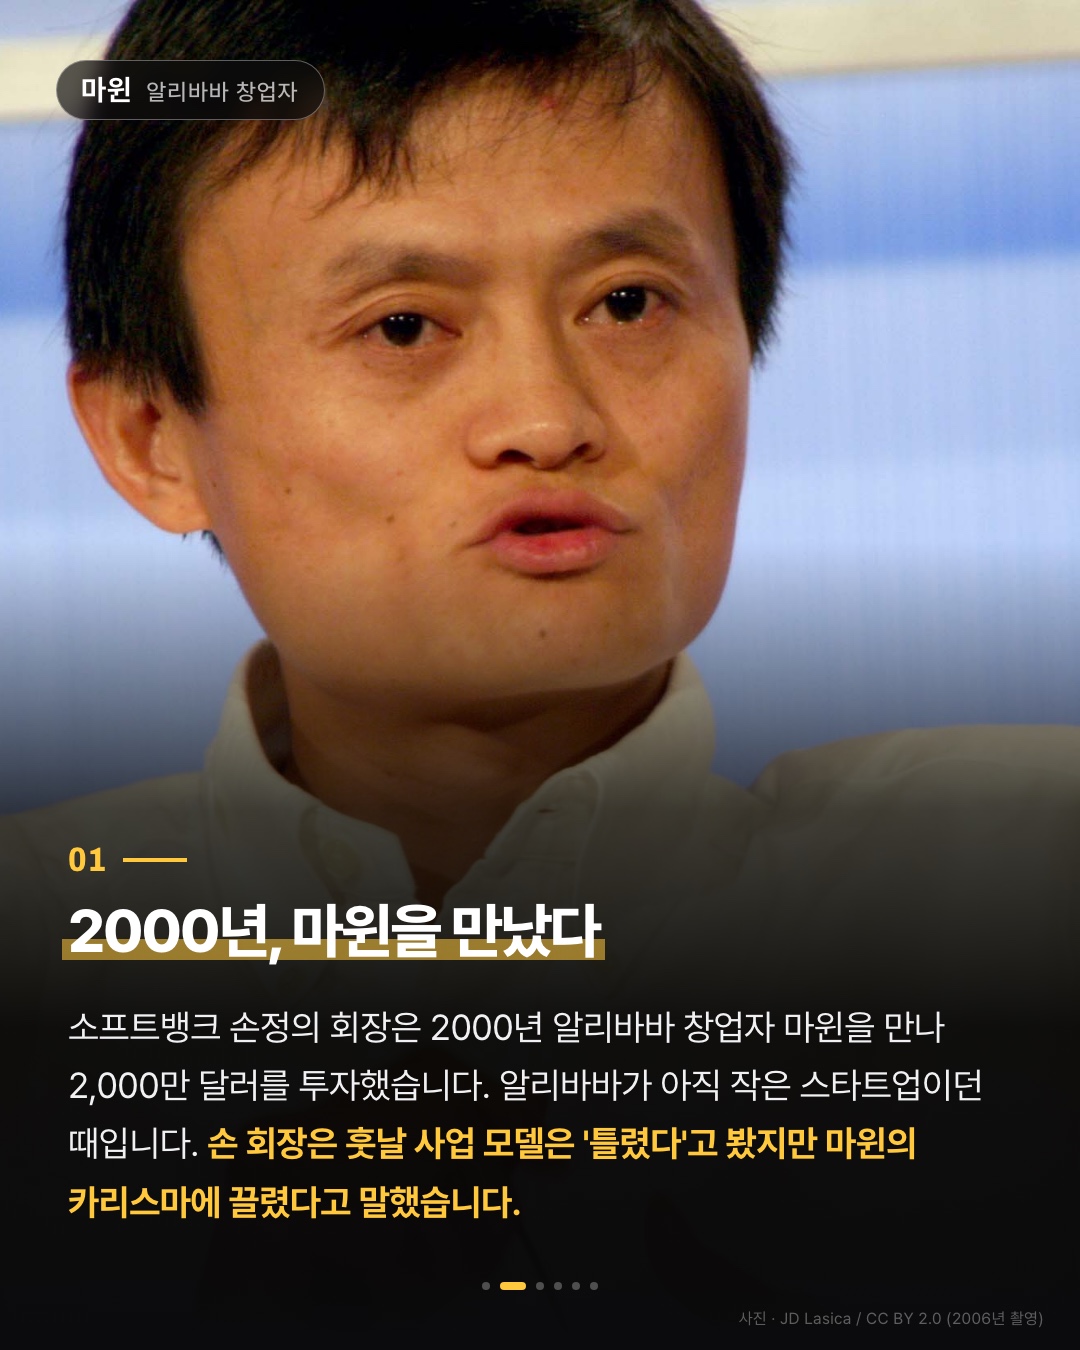 마윈 알리바바 창업자
01
2000년, 마윈을 만났다
소프트뱅크 손정의 회장은 2000년 알리바바 창업자 마윈을 만나
2,000만 달러를 투자했습니다. 알리바바가 아직 작은 스타트업이던
때입니다. 손 회장은 훗날 사업 모델은 '틀렸다'고 봤지만 마윈의
카리스마에 끌렸다고 말했습니다.
사진 · JD Lasica / CC BY 2.0 (2006년 촬영)